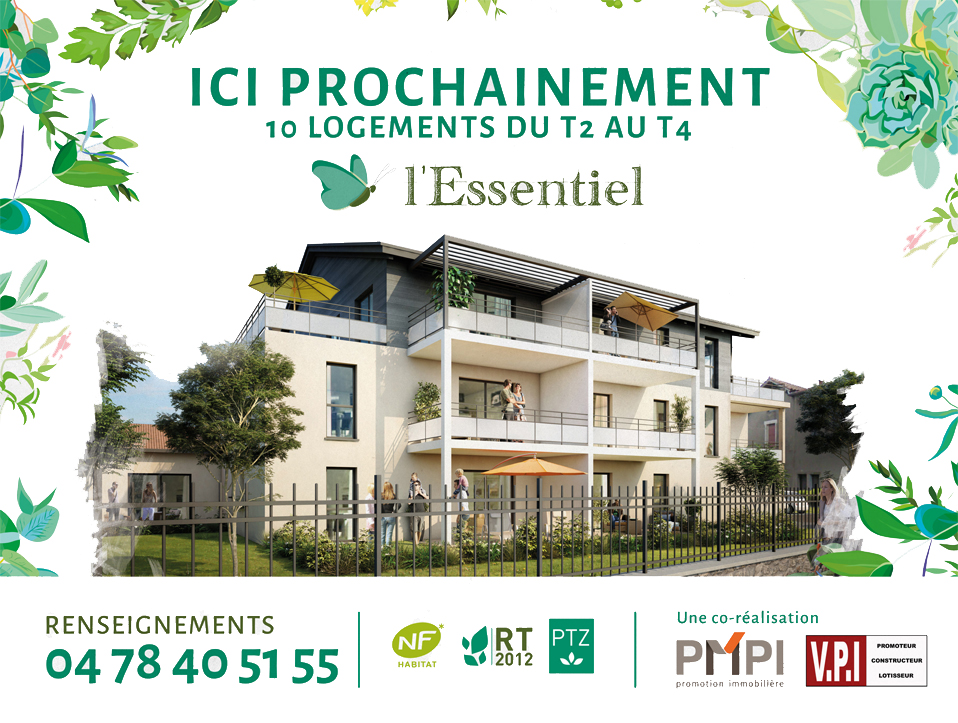 ICI PROCHAINEMENT
10 LOGEMENTS DU T2 AU T4
l'Essentiel
RENSEIGNEMENTS
04 78 40 51 55
NF*
HABITAT
RT
2012
PTZ
Une co-réalisation
PMPI
promotion immobilière
V.P.I
PROMOTEUR
CONSTRUCTEUR
LOTISSEUR